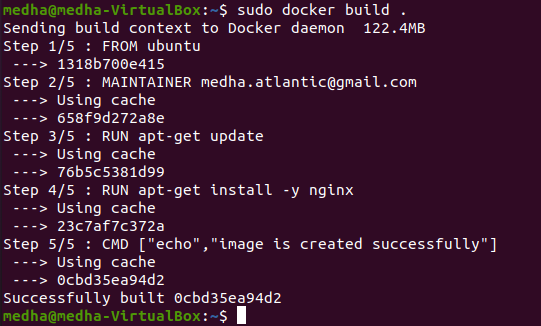 medha@medha-VirtualBox:~$ sudo docker build .
Sending build context to Docker daemon  122.4MB
Step 1/5 : FROM ubuntu
 ---> 1318b700e415
Step 2/5 : MAINTAINER medha.atlantic@gmail.com
 ---> Using cache
 ---> 658f9d272a8e
Step 3/5 : RUN apt-get update
 ---> Using cache
 ---> 76b5c5381d99
Step 4/5 : RUN apt-get install -y nginx
 ---> Using cache
 ---> 23c7af7c372a
Step 5/5 : CMD ["echo","image is created successfully"]
 ---> Using cache
 ---> 0cbd35ea94d2
Successfully built 0cbd35ea94d2
medha@medha-VirtualBox:~$